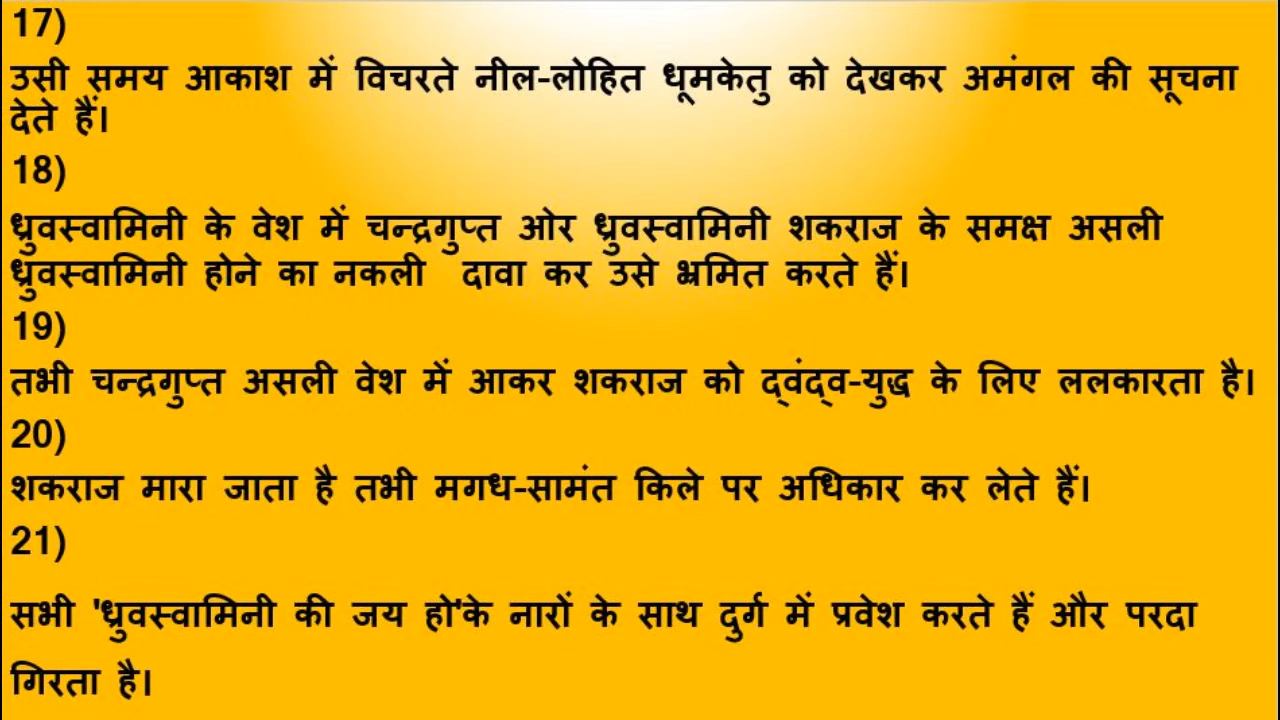 17)
उसी समय आकाश में विचरते नील-लोहित धूमकेतु को देखकर अमंगल की सूचना
देते हैं।
18)
ध्रुवस्वामिनी के वेश में चन्द्रगुप्त ओर ध्रुवस्वामिनी शकराज के समक्ष असली
ध्रुवस्वामिनी होने का नकली दावा कर उसे भ्रमित करते हैं।
19)
तभी चन्द्रगुप्त असली वेश में आकर शकराज को द्वंद्व-युद्ध के लिए ललकारता है।
20)
शकराज मारा जाता है तभी मगध-सामंत किले पर अधिकार कर लेते हैं।
21)
सभी 'ध्रुवस्वामिनी की जय हो'के नारों के साथ दुर्ग में प्रवेश करते हैं और परदा
गिरता है।